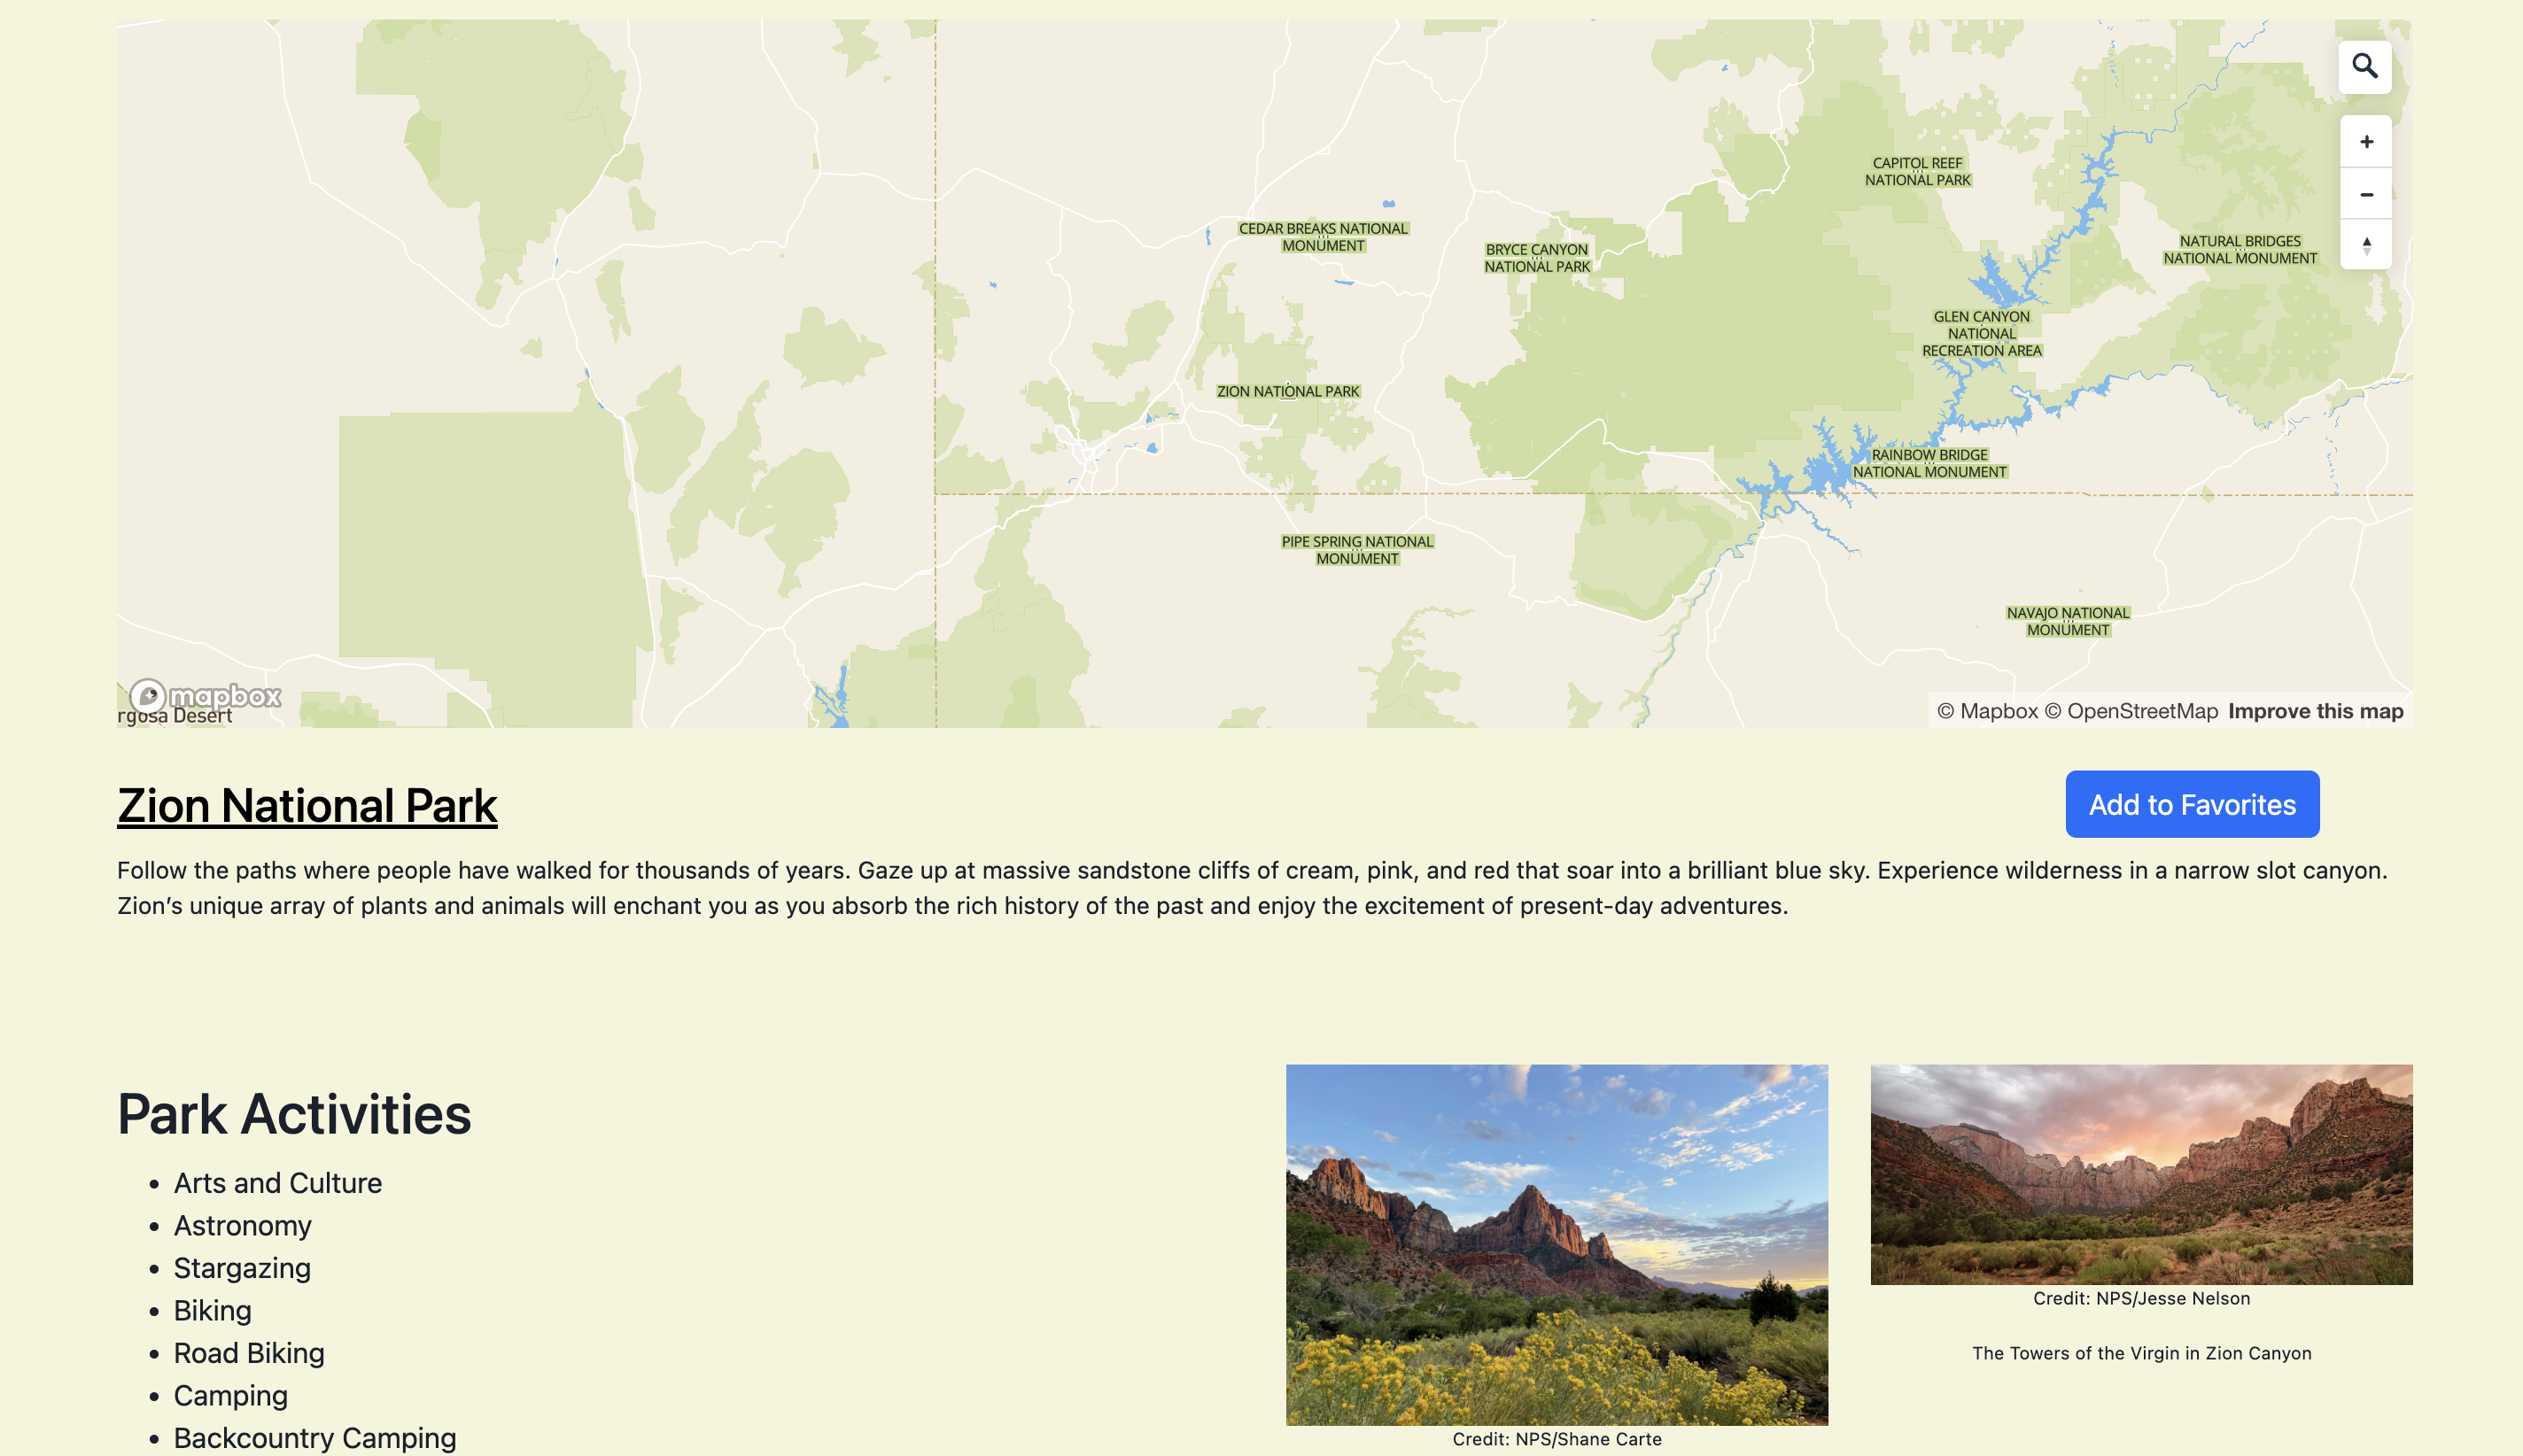 CAPITOL REEF
NATIONAL PARK
CEDAR BREAKS NATIONAL
MONUMENT
BRYCE CANYON
NATIONAL PARK
NATURAL BRIDGES
NATIONAL MONUMENT
GLEN CANYON
NATIONAL
RECREATION AREA
ZION NATIONAL PARK
RAINBOW BRIDGE
NATIONAL MONUMENT
PIPE SPRING NATIONAL
MONUMENT
NAVAJO NATIONAL
MONUMENT
mapbox
rgosa Desert
© Mapbox © OpenStreetMap Improve this map
Zion National Park
Add to Favorites
Follow the paths where people have walked for thousands of years. Gaze up at massive sandstone cliffs of cream, pink, and red that soar into a brilliant blue sky. Experience wilderness in a narrow slot canyon.
Zion’s unique array of plants and animals will enchant you as you absorb the rich history of the past and enjoy the excitement of present-day adventures.
Park Activities
• Arts and Culture
• Astronomy
• Stargazing
• Biking
• Road Biking
• Camping
• Backcountry Camping
Credit: NPS/Shane Carte
Credit: NPS/Jesse Nelson
The Towers of the Virgin in Zion Canyon